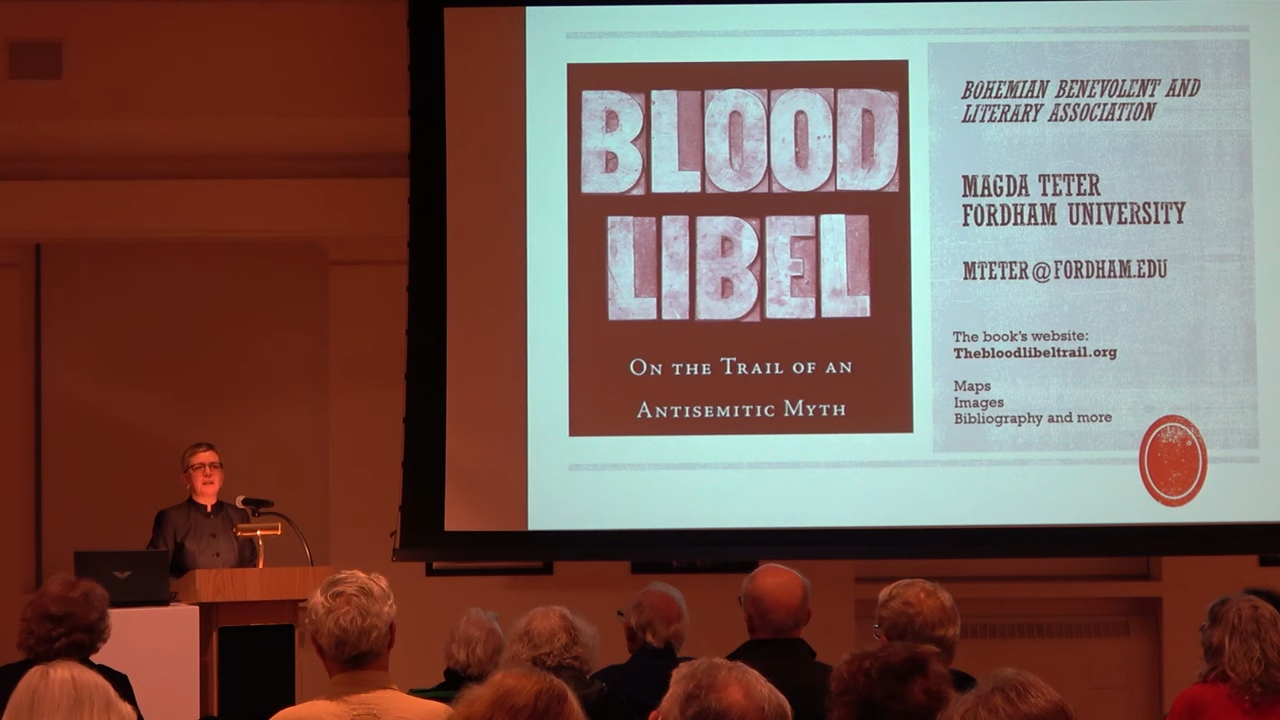 BLOOD
LIBEL
ON THE TRAIL OF AN
ANTISEMITIC MYTH
BOHEMIAN BENEVOLENT AND
LITERARY ASSOCIATION
MAGDA TETER
FORDHAM UNIVERSITY
MTETER@FORDHAM.EDU
The book's website:
Thebloodlibeltrail.org
Maps
Images
Bibliography and more